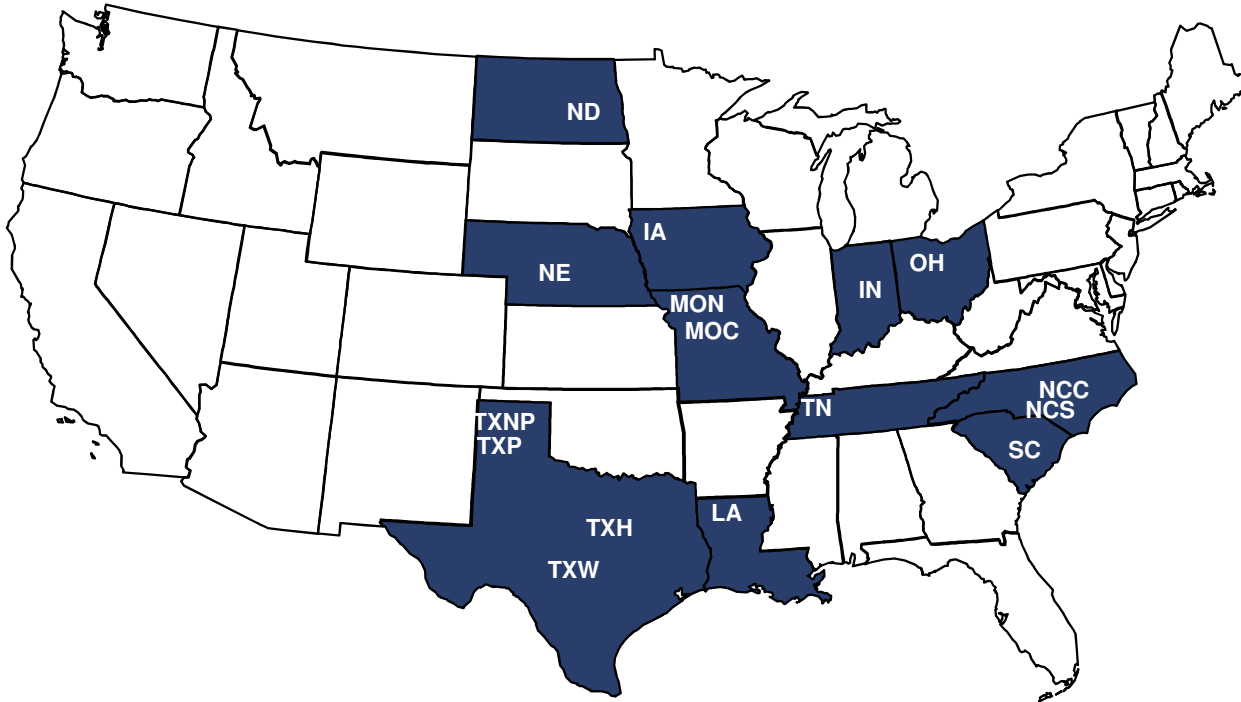 ND
IA
OH
NE
IN
MON
MOC
NCC
TN
NCS
TXNP
TXP
SC
LA
TXH
TXW